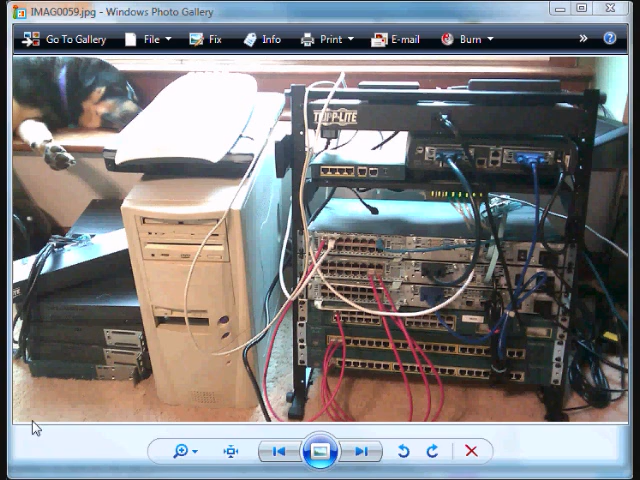 IMAG0059.jpg - Windows Photo Gallery
Go To Gallery File Fix Info Print E-mail Burn » ?
TRIPP-LITE